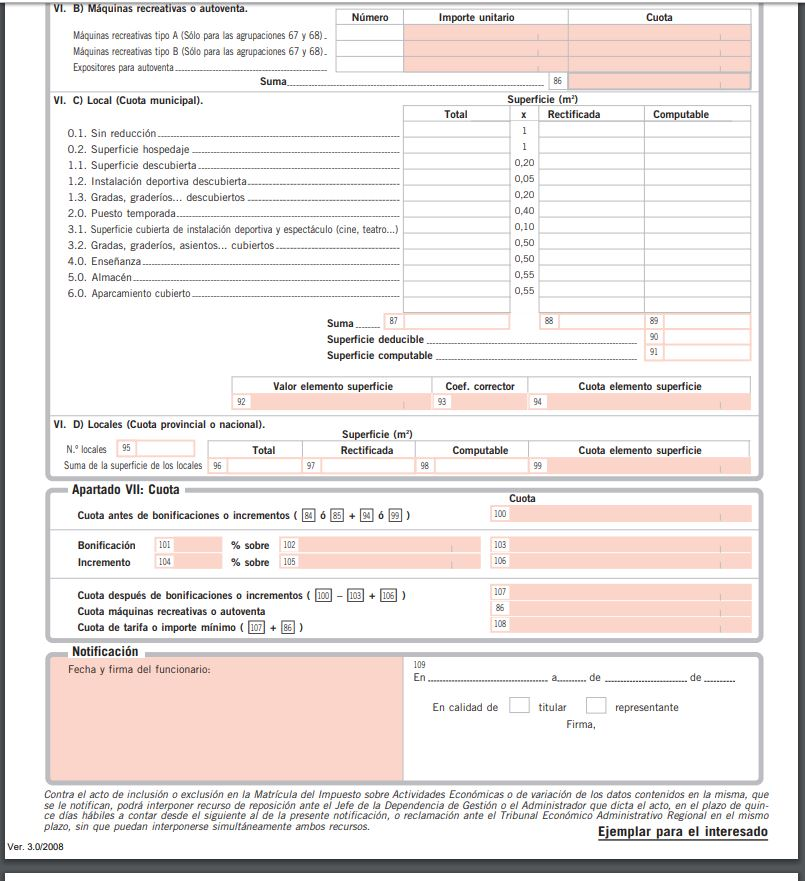 VI. B) Máquinas recreativas o autoventa.
Número Importe unitario Cuota
Máquinas recreativas tipo A (Sólo para las agrupaciones 67 y 68)
Máquinas recreativas tipo B (Sólo para las agrupaciones 67 y 68)
Expositores para autoventa
Suma 86
VI. C) Local (Cuota municipal).
Superficie (m²)
Total x Rectificada Computable
0.1. Sin reducción 1
0.2. Superficie hospedaje 1
1.1. Superficie descubierta 0,20
1.2. Instalación deportiva descubierta 0,05
1.3. Gradas, graderíos... descubiertos 0,20
2.0. Puesto temporada 0,40
3.1. Superficie cubierta de instalación deportiva y espectáculo (cine, teatro...) 0,10
3.2. Gradas, graderíos, asientos... cubiertos 0,50
4.0. Enseñanza 0,50
5.0. Almacén 0,55
6.0. Aparcamiento cubierto 0,55
Suma 87 88 89
Superficie deducible 90
Superficie computable 91
Valor elemento superficie Coef. corrector Cuota elemento superficie
92 93 94
VI. D) Locales (Cuota provincial o nacional).
Superficie (m²)
N.º locales 95 Total Rectificada Computable Cuota elemento superficie
Suma de la superficie de los locales 96 97 98 99
Apartado VII: Cuota
Cuota
Cuota antes de bonificaciones o incrementos ( 84 ó 85 + 94 ó 99 ) 100
Bonificación 101 % sobre 102 103
Incremento 104 % sobre 105 106
Cuota después de bonificaciones o incrementos ( 100 – 103 + 106 ) 107
Cuota máquinas recreativas o autoventa 86
Cuota de tarifa o importe mínimo ( 107 + 86 ) 108
Notificación
Fecha y firma del funcionario:
109
En a de de
En calidad de titular representante
Firma,
Contra el acto de inclusión o exclusión en la Matrícula del Impuesto sobre Actividades Económicas o de variación de los datos contenidos en la misma, que
se le notifican, podrá interponer recurso de reposición ante el Jefe de la Dependencia de Gestión o el Administrador que dicta el acto, en el plazo de quin-
ce días hábiles a contar desde el siguiente al de la presente notificación, o reclamación ante el Tribunal Económico Administrativo Regional en el mismo
plazo, sin que puedan interponerse simultáneamente ambos recursos.
Ejemplar para el interesado
Ver. 3.0/2008